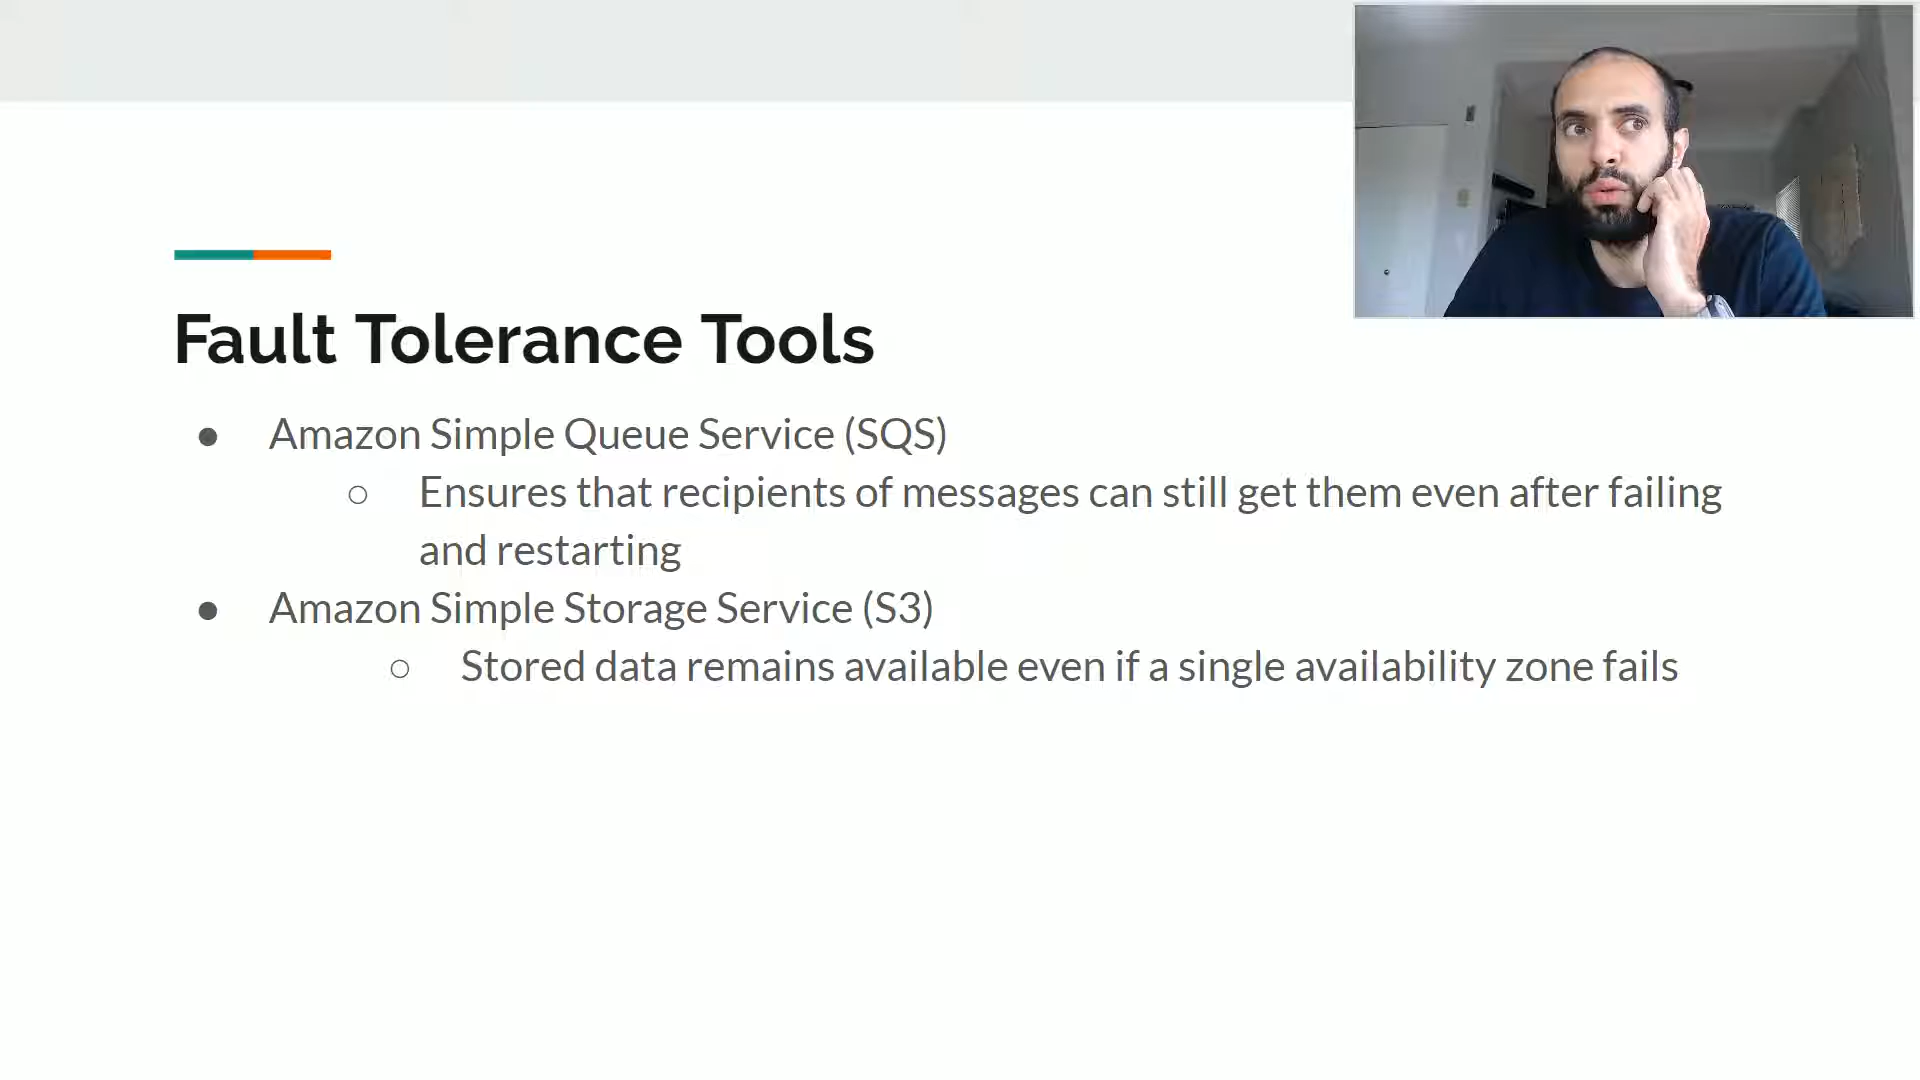 Fault Tolerance Tools
● Amazon Simple Queue Service (SQS)
○ Ensures that recipients of messages can still get them even after failing
and restarting
● Amazon Simple Storage Service (S3)
○ Stored data remains available even if a single availability zone fails